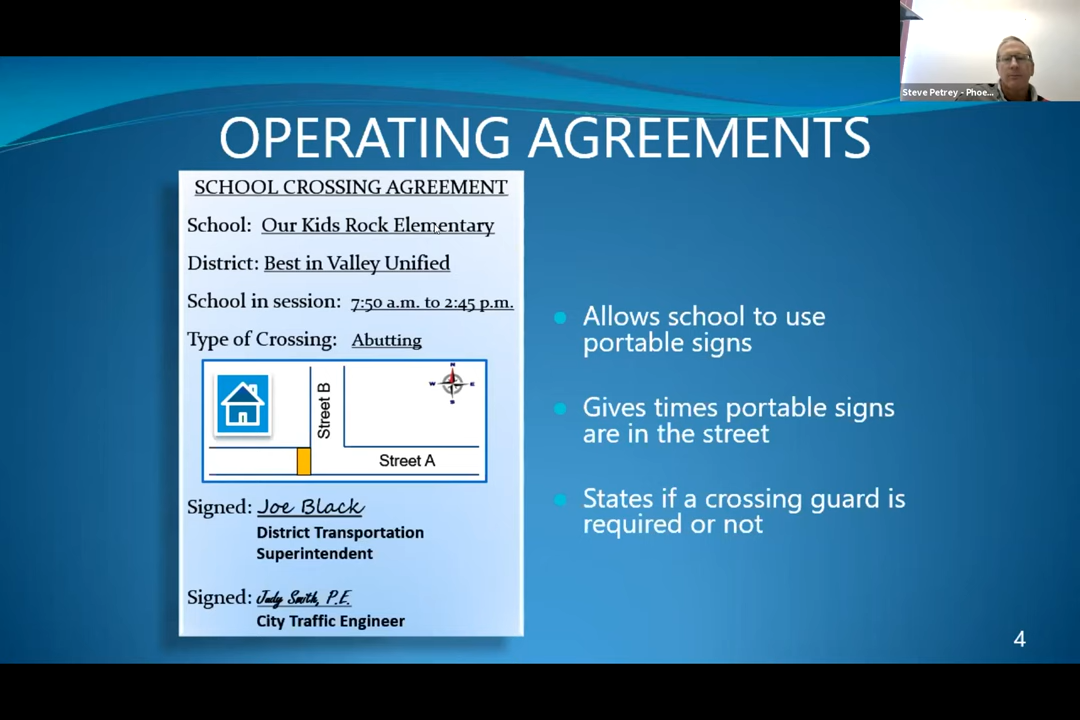 Steve Petrey - Phoe...
OPERATING AGREEMENTS
SCHOOL CROSSING AGREEMENT
School: Our Kids Rock Elementary
District: Best in Valley Unified
School in session: 7:50 a.m. to 2:45 p.m.
Type of Crossing: Abutting
N
W E
S
Street B
Street A
Signed: Joe Black
District Transportation
Superintendent
Signed: Judy Smith, P.E.
City Traffic Engineer
Allows school to use
portable signs
Gives times portable signs
are in the street
States if a crossing guard is
required or not
4